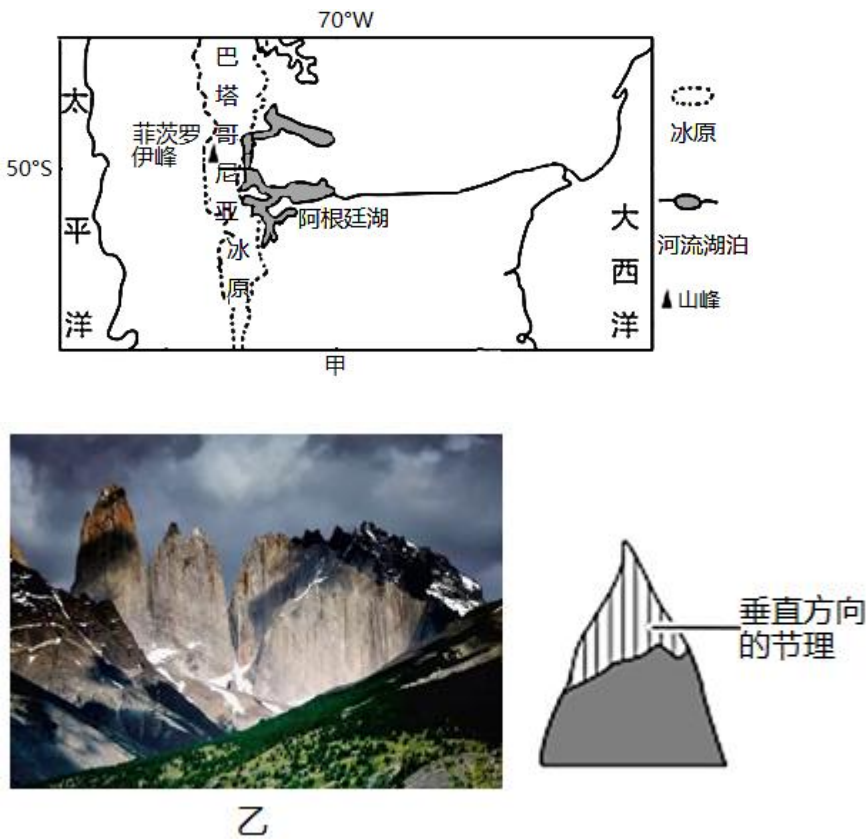 70°W
50°S
太
平
洋
菲茨罗
伊峰
巴
塔
哥
尼
亚
冰
原
阿根廷湖
大
西
洋
冰原
河流湖泊
山峰
甲
垂直方向
的节理
乙